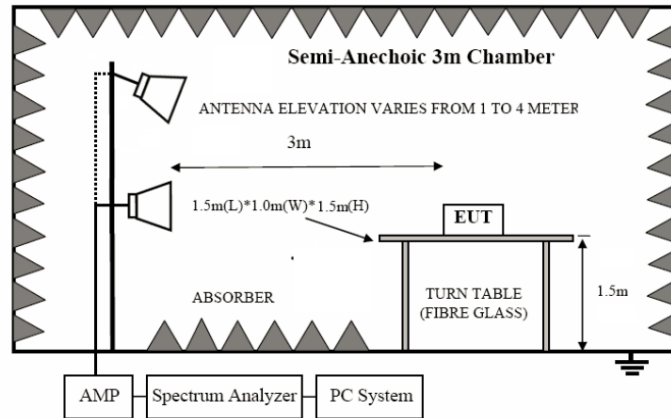 Semi-Anechoic 3m Chamber
ANTENNA ELEVATION VARIES FROM 1 TO 4 METER
3m
1.5m(L)*1.0m(W)*1.5m(H)
EUT
ABSORBER
TURN TABLE
(FIBRE GLASS)
1.5m
AMP
Spectrum Analyzer
PC System